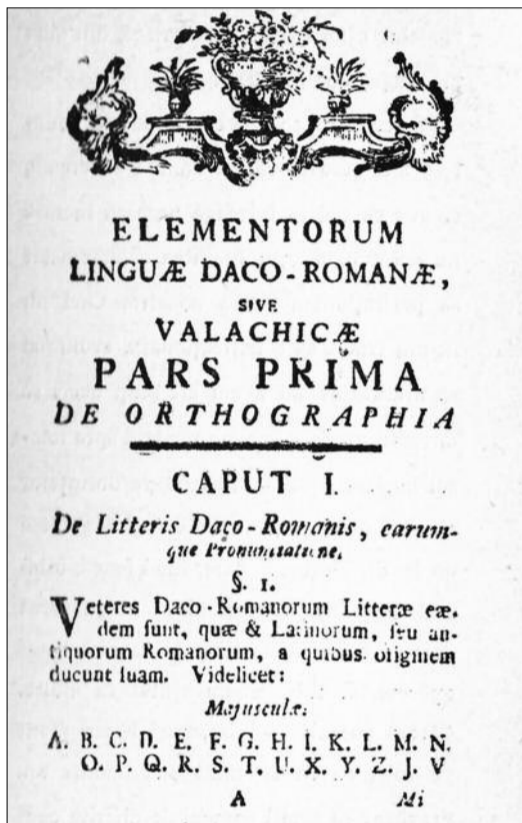 ELEMENTORUM
LINGUÆ DACO-ROMANÆ,
SIVE
VALACHICÆ
PARS PRIMA
DE ORTHOGRAPHIA
CAPUT I.
De Litteris Daco-Romanis, earum-
que Pronuntiatione.
§. I.
Veteres Daco-Romanorum Litteræ eæ-
dem ſunt, quæ & Latinorum, ſeu an-
tiquorum Romanorum, a quibus originem
ducunt ſuam. Videlicet:
Majusculæ:
A. B. C. D. E. F. G. H. I. K. L. M. N.
O. P. Q. R. S. T. U. X. Y. Z. J. V
A Mi